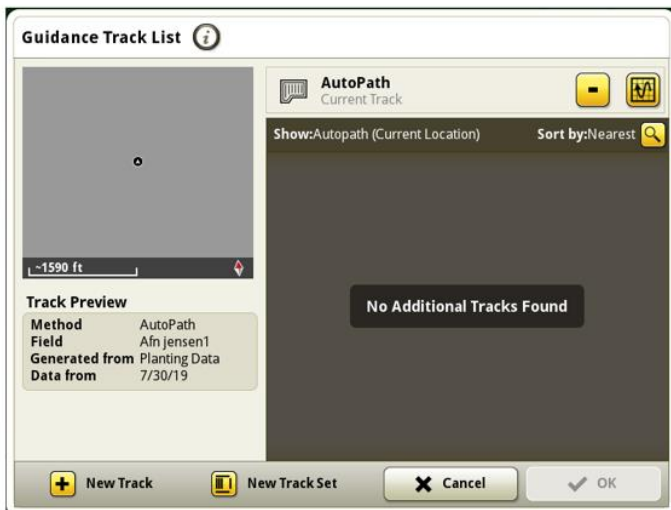 Guidance Track List
AutoPath
Current Track
Show:Autopath (Current Location) Sort by:Nearest
~1590 ft
No Additional Tracks Found
Track Preview
Method AutoPath
Field Afn jensen1
Generated from Planting Data
Data from 7/30/19
New Track New Track Set Cancel OK